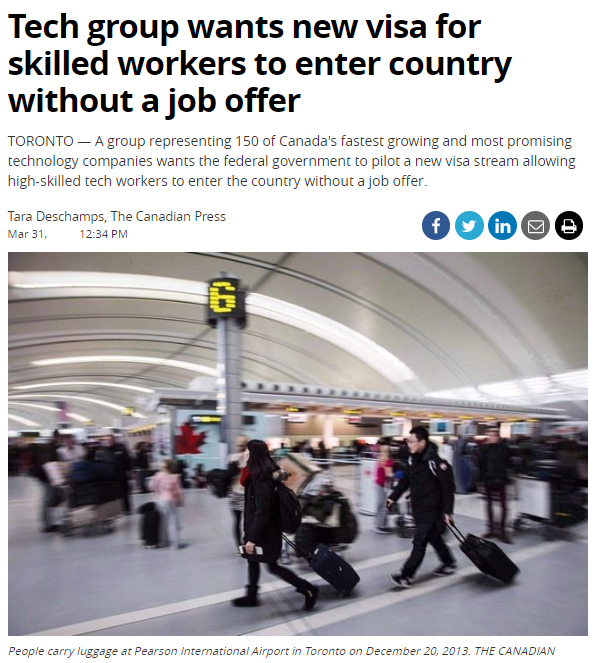 Tech group wants new visa for
skilled workers to enter country
without a job offer
TORONTO — A group representing 150 of Canada's fastest growing and most promising
technology companies wants the federal government to pilot a new visa stream allowing
high-skilled tech workers to enter the country without a job offer.
Tara Deschamps, The Canadian Press
Mar 31, 12:34 PM
6
People carry luggage at Pearson International Airport in Toronto on December 20, 2013. THE CANADIAN